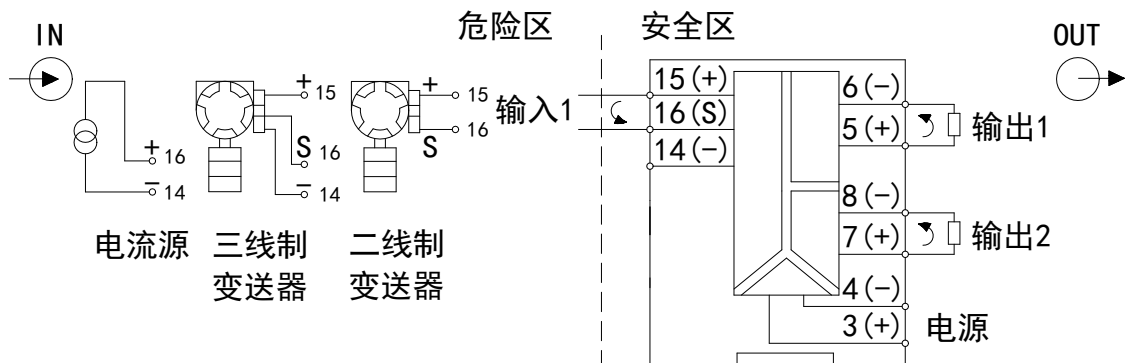 IN
危险区
安全区
OUT
+ 15
S 16
− 14
+ 16
− 14
+ 15
16
S
输入1
15(+)
16(S)
14(−)
6(−)
5(+)
输出1
8(−)
7(+)
输出2
4(−)
3(+)
电源
电流源
三线制
变送器
二线制
变送器